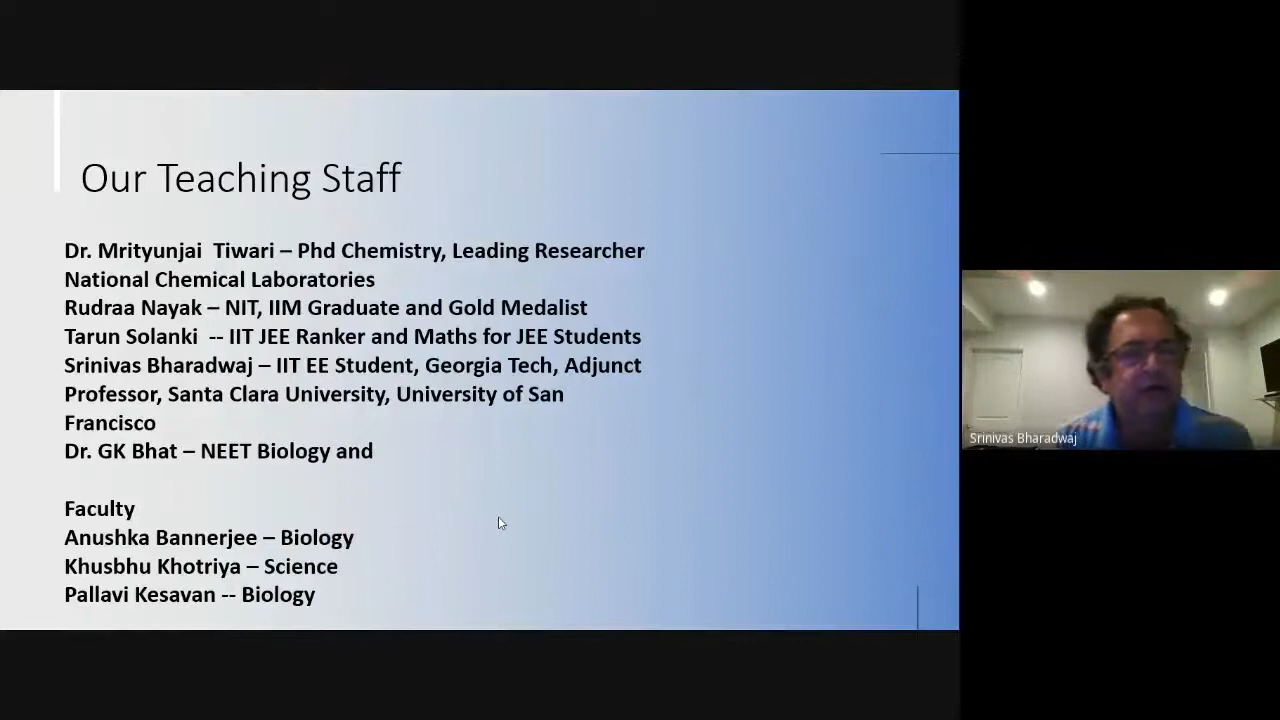 Our Teaching Staff
Dr. Mrityunjai  Tiwari – Phd Chemistry, Leading Researcher
National Chemical Laboratories
Rudraa Nayak – NIT, IIM Graduate and Gold Medalist
Tarun Solanki  -- IIT JEE Ranker and Maths for JEE Students
Srinivas Bharadwaj – IIT EE Student, Georgia Tech, Adjunct
Professor, Santa Clara University, University of San
Francisco
Dr. GK Bhat – NEET Biology and
Faculty
Anushka Bannerjee – Biology
Khusbhu Khotriya – Science
Pallavi Kesavan -- Biology
Srinivas Bharadwaj